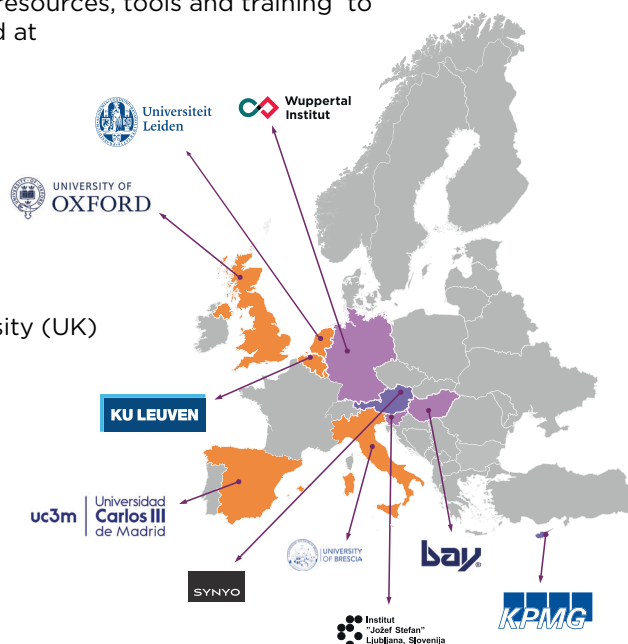 resources, tools and training to
d at
Universiteit
Leiden
Wuppertal
Institut
UNIVERSITY OF
OXFORD
sity (UK)
KU LEUVEN
uc3m
Universidad
Carlos III
de Madrid
UNIVERSITY
OF BRESCIA
bay
SYNYO
KPMG
Institut
"Jožef Stefan"
Ljubljana, Slovenija